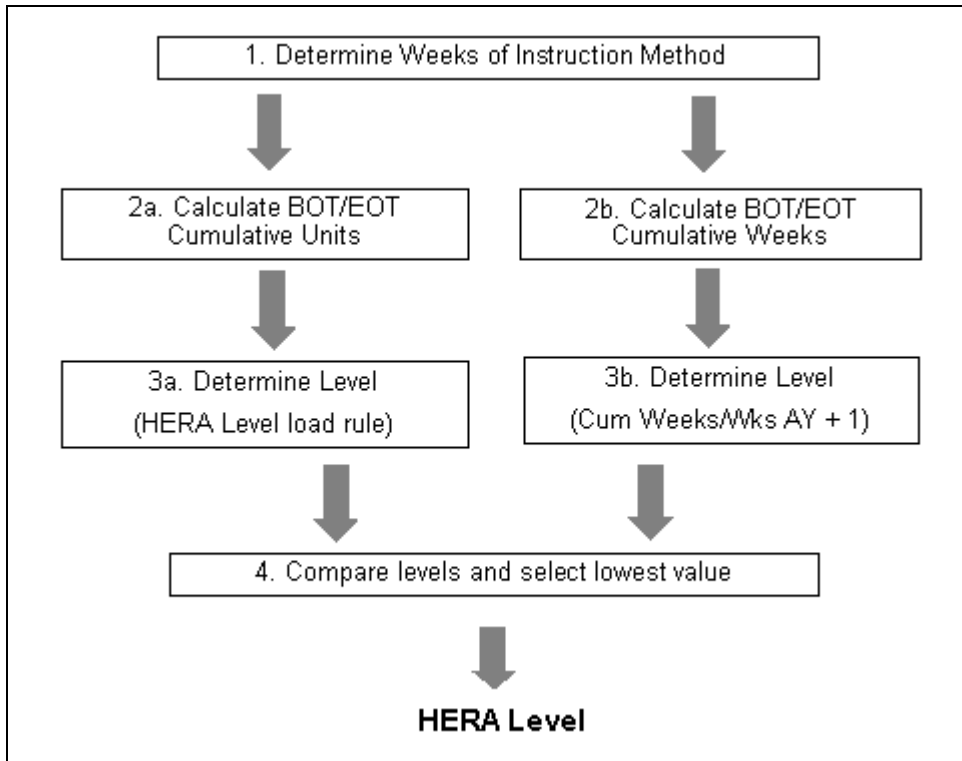 1. Determine Weeks of Instruction Method
2a. Calculate BOT/EOT
Cumulative Units
2b. Calculate BOT/EOT
Cumulative Weeks
3a. Determine Level
(HERA Level load rule)
3b. Determine Level
(Cum Weeks/Wks AY + 1)
4. Compare levels and select lowest value
HERA Level